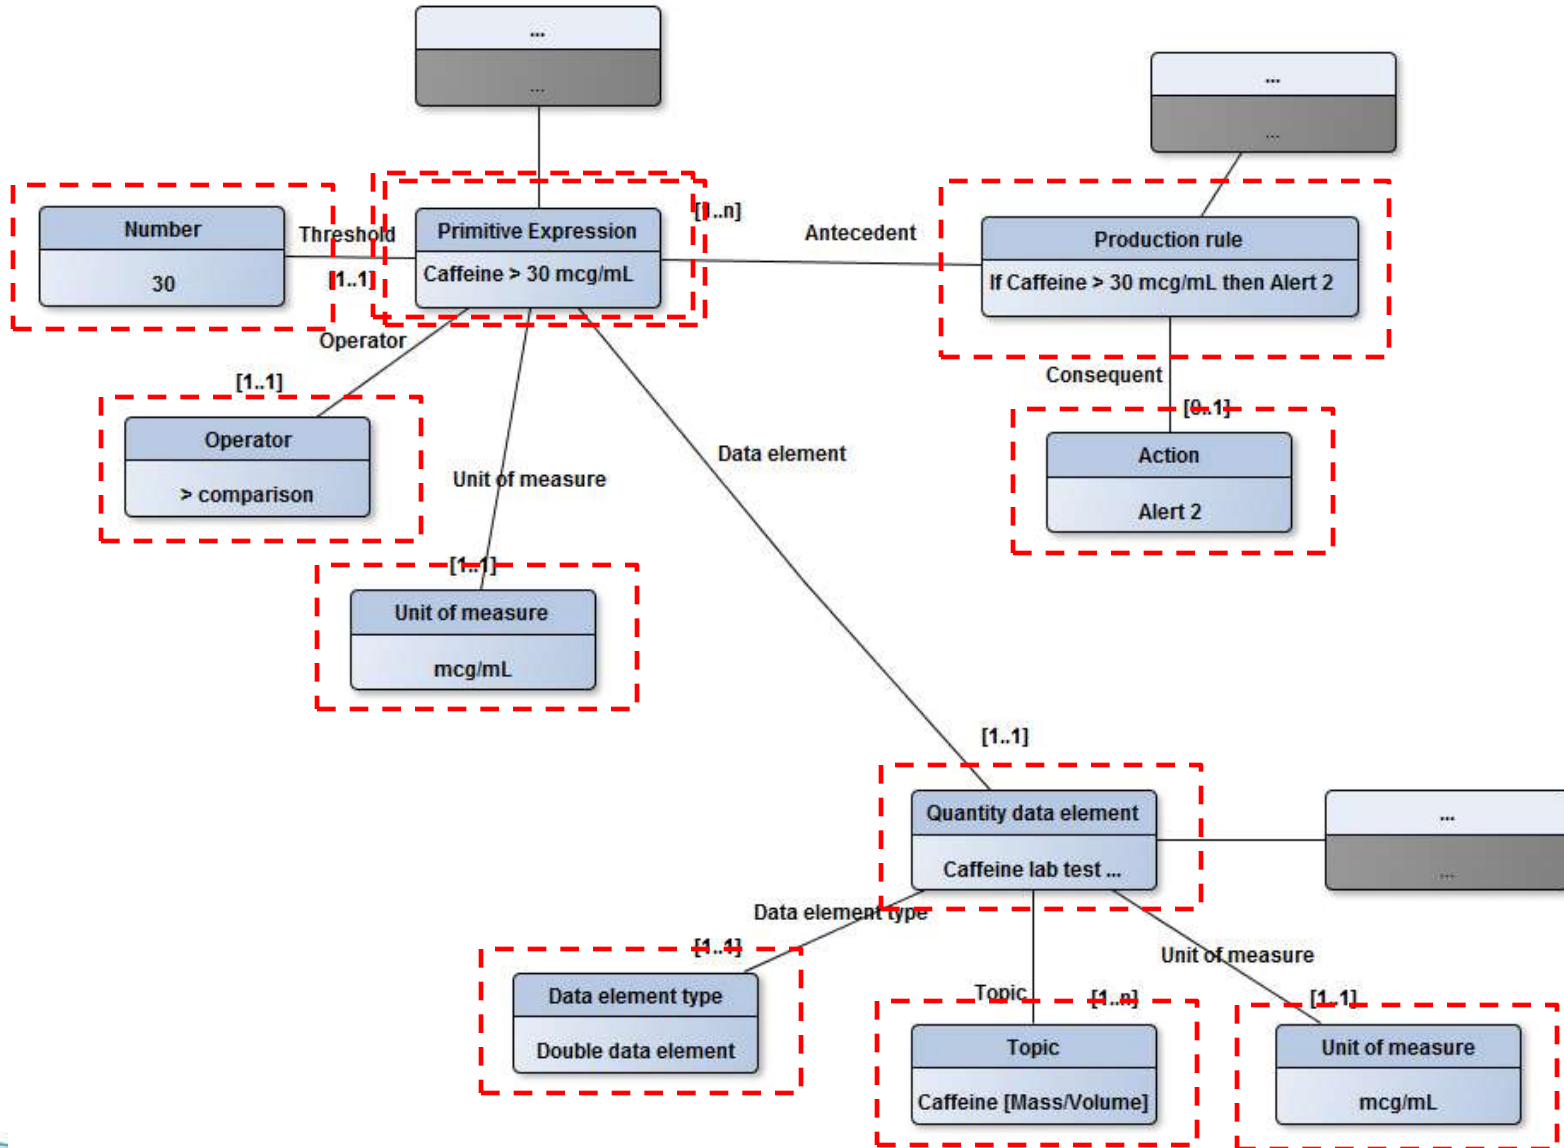 ...
...
...
...
Number
30
Threshold
[1..1]
Primitive Expression
Caffeine > 30 mcg/mL
[1..n]
Antecedent
Production rule
If Caffeine > 30 mcg/mL then Alert 2
Operator
[1..1]
Operator
> comparison
Consequent
[0..1]
Action
Alert 2
Unit of measure
[1..1]
Unit of measure
mcg/mL
Data element
[1..1]
Quantity data element
Caffeine lab test ...
...
...
Data element type
[1..1]
Data element type
Double data element
Topic
[1..n]
Topic
Caffeine [Mass/Volume]
Unit of measure
[1..1]
Unit of measure
mcg/mL